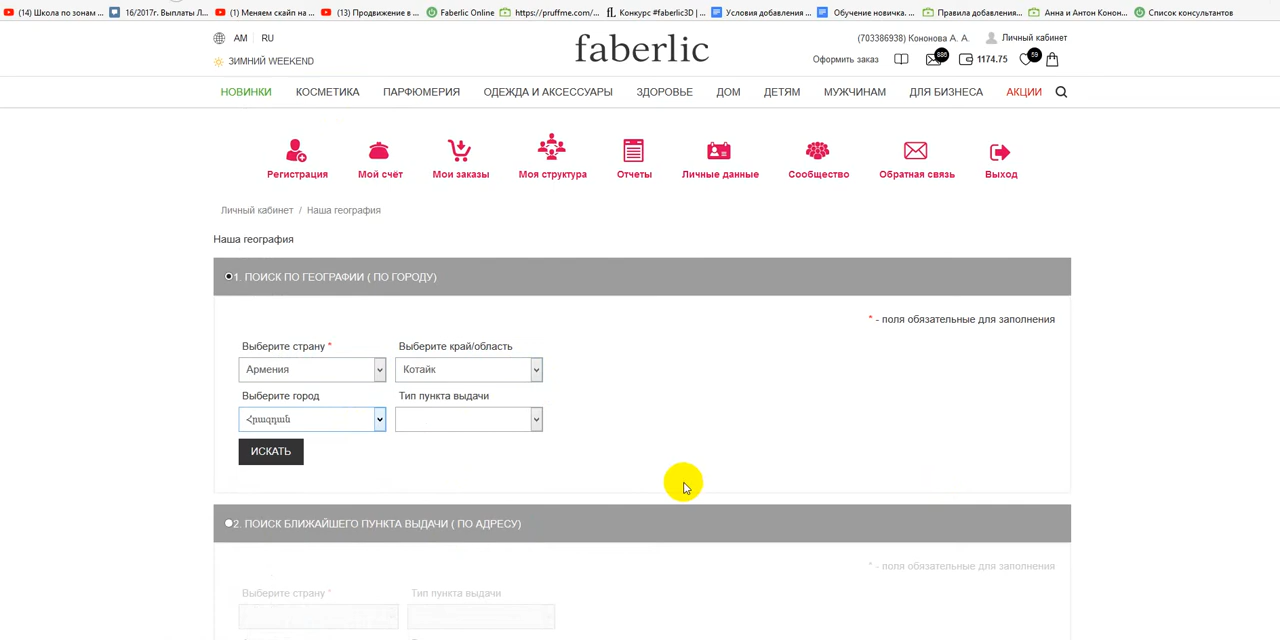 (14) Школа по зонам ... 16/2017г. Выплаты Л... (1) Меняем скайп на ... (13) Продвижение в ... Faberlic Online https://pruffme.com/... Конкурс #faberlic3D | ... Условия добавления ... Обучение новичка. ... Правила добавления... Анна и Антон Конон... Список консультантов
AM RU
faberlic
(703386938) Кононова А. А. Личный кабинет
ЗИМНИЙ WEEKEND
Оформить заказ 886 1174.75
НОВИНКИ КОСМЕТИКА ПАРФЮМЕРИЯ ОДЕЖДА И АКСЕССУАРЫ ЗДОРОВЬЕ ДОМ ДЕТЯМ МУЖЧИНАМ ДЛЯ БИЗНЕСА АКЦИИ
Регистрация Мой счёт Мои заказы Моя структура Отчеты Личные данные Сообщество Обратная связь Выход
Личный кабинет / Наша география
Наша география
1. ПОИСК ПО ГЕОГРАФИИ ( ПО ГОРОДУ)
* - поля обязательные для заполнения
Выберите страну * Выберите край/область
Армения Котайк
Выберите город Тип пункта выдачи
Հրազդան
ИСКАТЬ
2. ПОИСК БЛИЖАЙШЕГО ПУНКТА ВЫДАЧИ ( ПО АДРЕСУ)
* - поля обязательные для заполнения
Выберите страну * Тип пункта выдачи